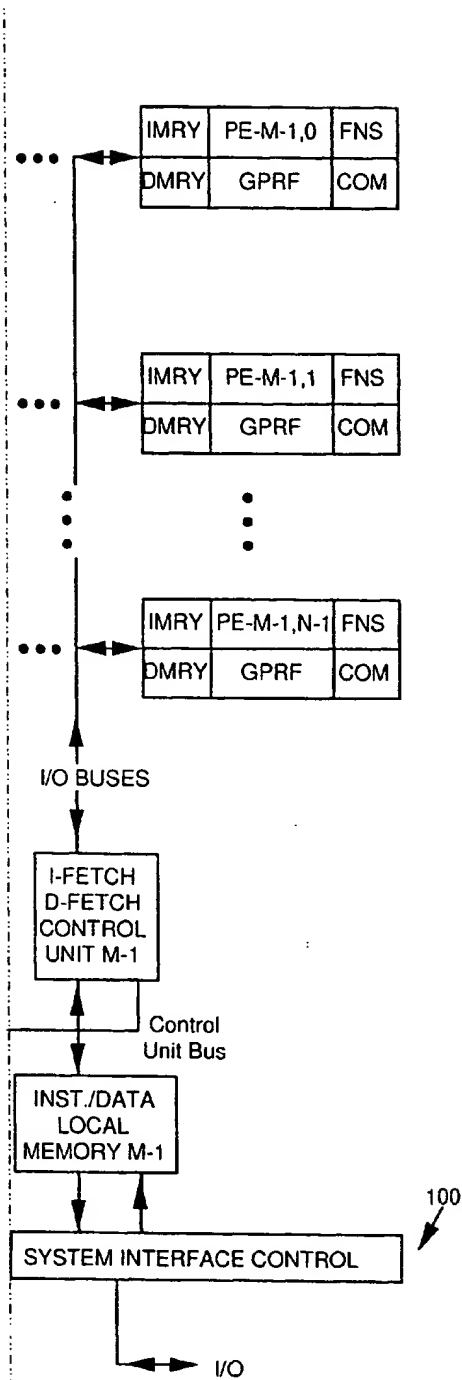 IMRY PE-M-1,0 FNS
DMRY GPRF COM
IMRY PE-M-1,1 FNS
DMRY GPRF COM
IMRY PE-M-1,N-1 FNS
DMRY GPRF COM
I/O BUSES
I-FETCH
D-FETCH
CONTROL
UNIT M-1
Control
Unit Bus
INST./DATA
LOCAL
MEMORY M-1
100
SYSTEM INTERFACE CONTROL
I/O